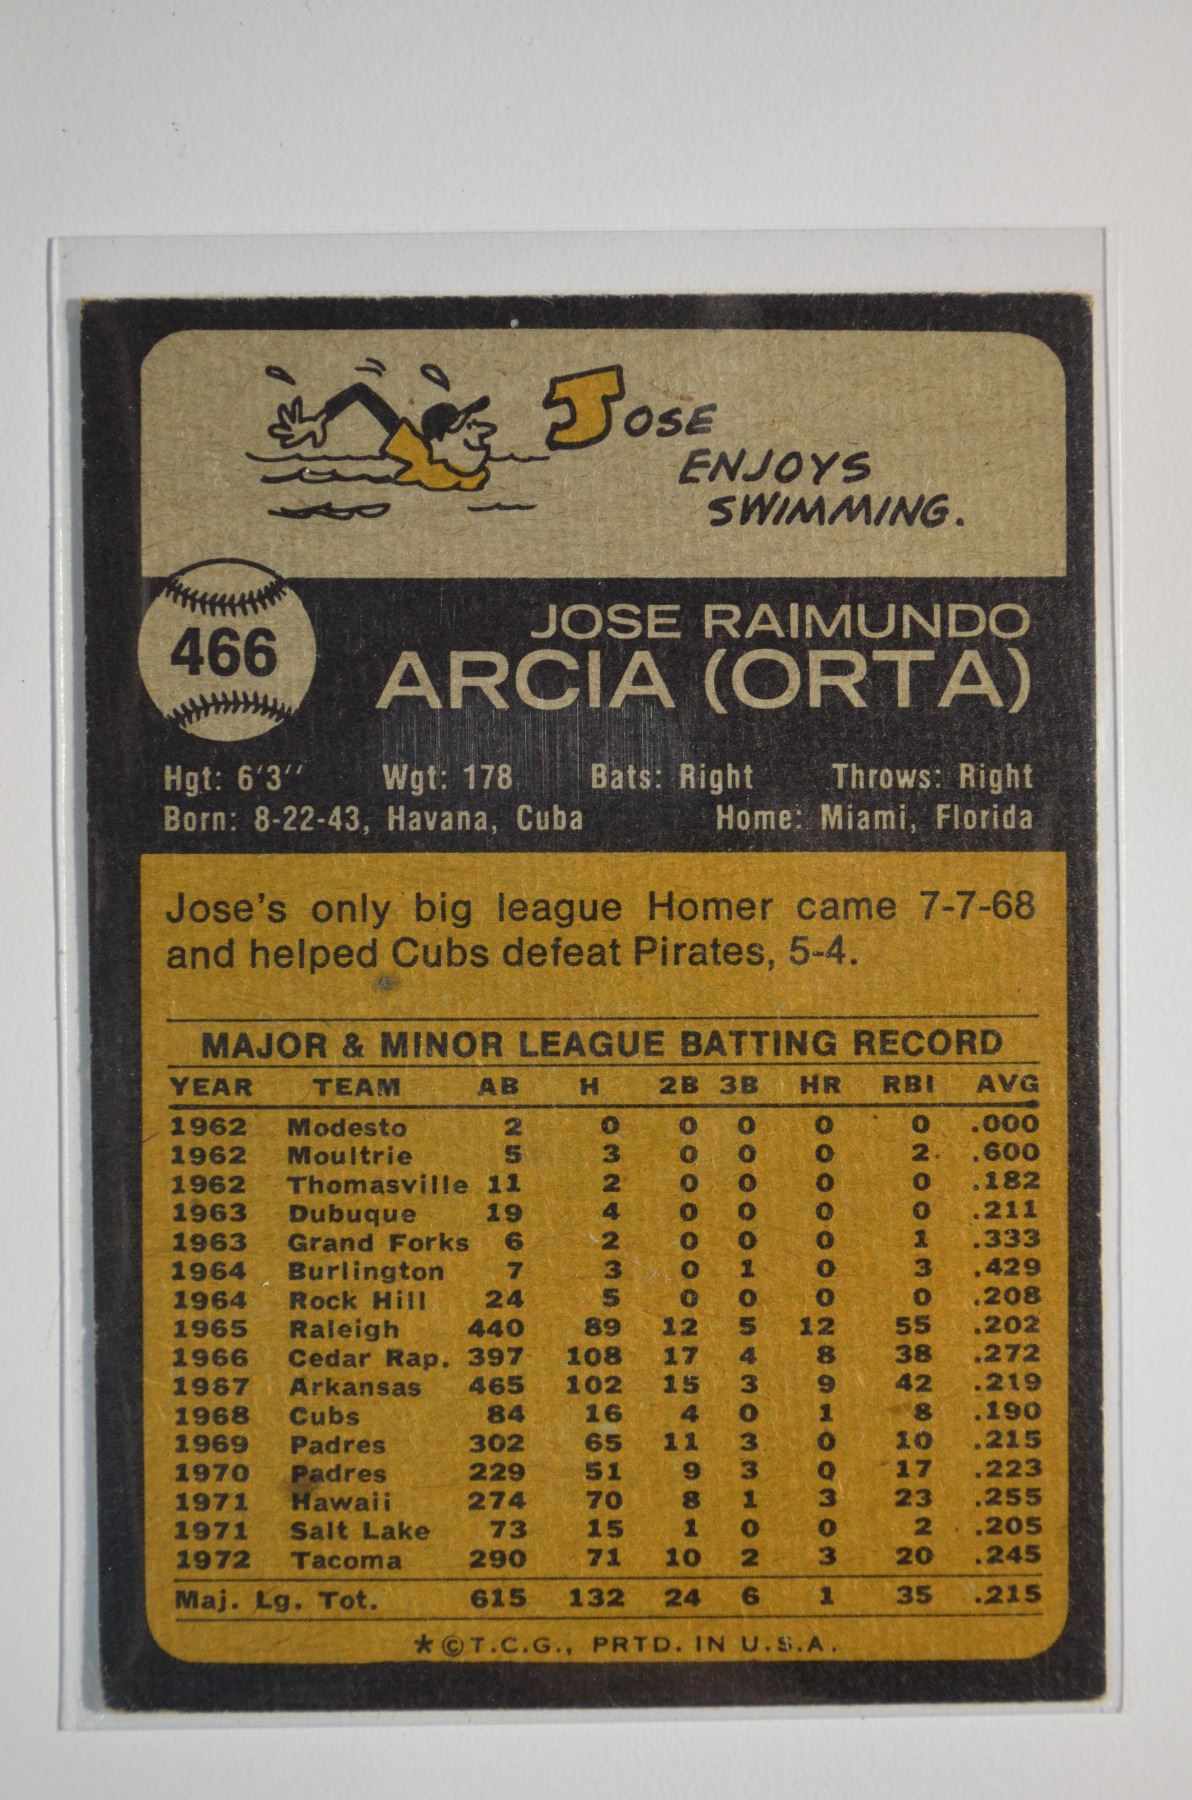 JOSE
ENJOYS
SWIMMING.
466
JOSE RAIMUNDO
ARCIA (ORTA)
Hgt: 6'3'' Wgt: 178 Bats: Right Throws: Right
Born: 8-22-43, Havana, Cuba Home: Miami, Florida
Jose's only big league Homer came 7-7-68
and helped Cubs defeat Pirates, 5-4.
MAJOR & MINOR LEAGUE BATTING RECORD
YEAR TEAM AB H 2B 3B HR RBI AVG
1962 Modesto 2 0 0 0 0 0 .000
1962 Moultrie 5 3 0 0 0 2 .600
1962 Thomasville 11 2 0 0 0 0 .182
1963 Dubuque 19 4 0 0 0 0 .211
1963 Grand Forks 6 2 0 0 0 1 .333
1964 Burlington 7 3 0 1 0 3 .429
1964 Rock Hill 24 5 0 0 0 0 .208
1965 Raleigh 440 89 12 5 12 55 .202
1966 Cedar Rap. 397 108 17 4 8 38 .272
1967 Arkansas 465 102 15 3 9 42 .219
1968 Cubs 84 16 4 0 1 8 .190
1969 Padres 302 65 11 3 0 10 .215
1970 Padres 229 51 9 3 0 17 .223
1971 Hawaii 274 70 8 1 3 23 .255
1971 Salt Lake 73 15 1 0 0 2 .205
1972 Tacoma 290 71 10 2 3 20 .245
Maj. Lg. Tot. 615 132 24 6 1 35 .215
*©T.C.G., PRTD. IN U.S.A.